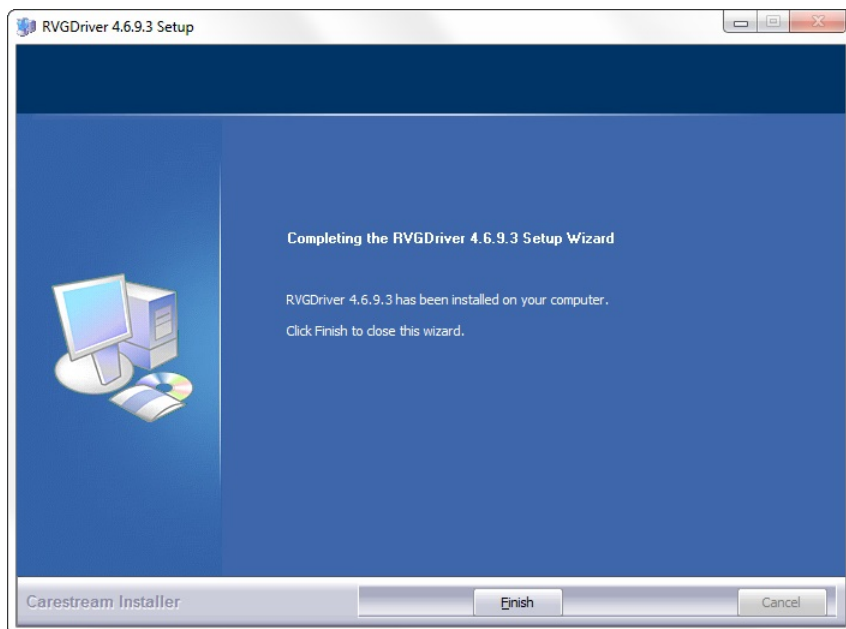 RVGDriver 4.6.9.3 Setup
Completing the RVGDriver 4.6.9.3 Setup Wizard
RVGDriver 4.6.9.3 has been installed on your computer.
Click Finish to close this wizard.
Carestream Installer
Finish
Cancel